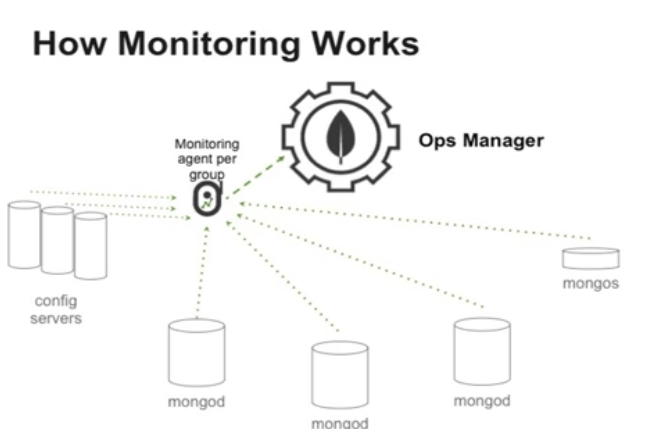 How Monitoring Works
Monitoring
agent per
group
Ops Manager
config
servers
mongos
mongod
mongod
mongod